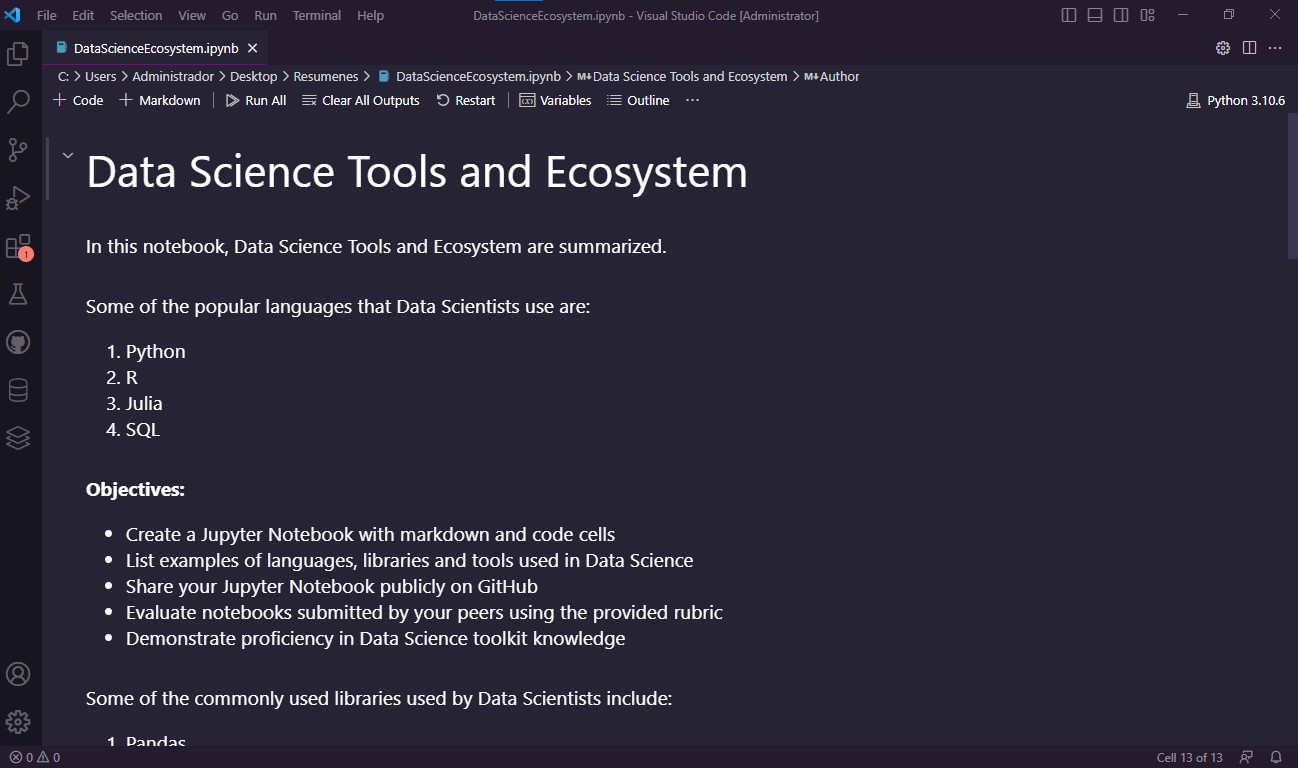 File Edit Selection View Go Run Terminal Help DataScienceEcosystem.ipynb - Visual Studio Code [Administrator]
DataScienceEcosystem.ipynb
C: > Users > Administrador > Desktop > Resumenes > DataScienceEcosystem.ipynb > M↓Data Science Tools and Ecosystem > M↓Author
+ Code + Markdown Run All Clear All Outputs Restart Variables Outline ... Python 3.10.6
Data Science Tools and Ecosystem
In this notebook, Data Science Tools and Ecosystem are summarized.
Some of the popular languages that Data Scientists use are:
1. Python
2. R
3. Julia
4. SQL
Objectives:
• Create a Jupyter Notebook with markdown and code cells
• List examples of languages, libraries and tools used in Data Science
• Share your Jupyter Notebook publicly on GitHub
• Evaluate notebooks submitted by your peers using the provided rubric
• Demonstrate proficiency in Data Science toolkit knowledge
Some of the commonly used libraries used by Data Scientists include:
1. Pandas
1
0 0 Cell 13 of 13